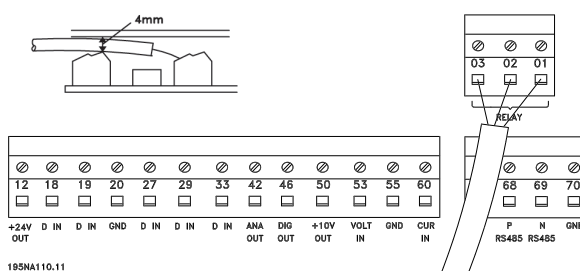 4mm
03 02 01
RELAY
12 18 19 20 27 29 33 42 46 50 53 55 60
+24V OUT D IN D IN GND D IN D IN D IN ANA OUT DIG OUT +10V OUT VOLT IN GND CUR IN
68 69 70
P RS485 N RS485 GND
195NA110.11